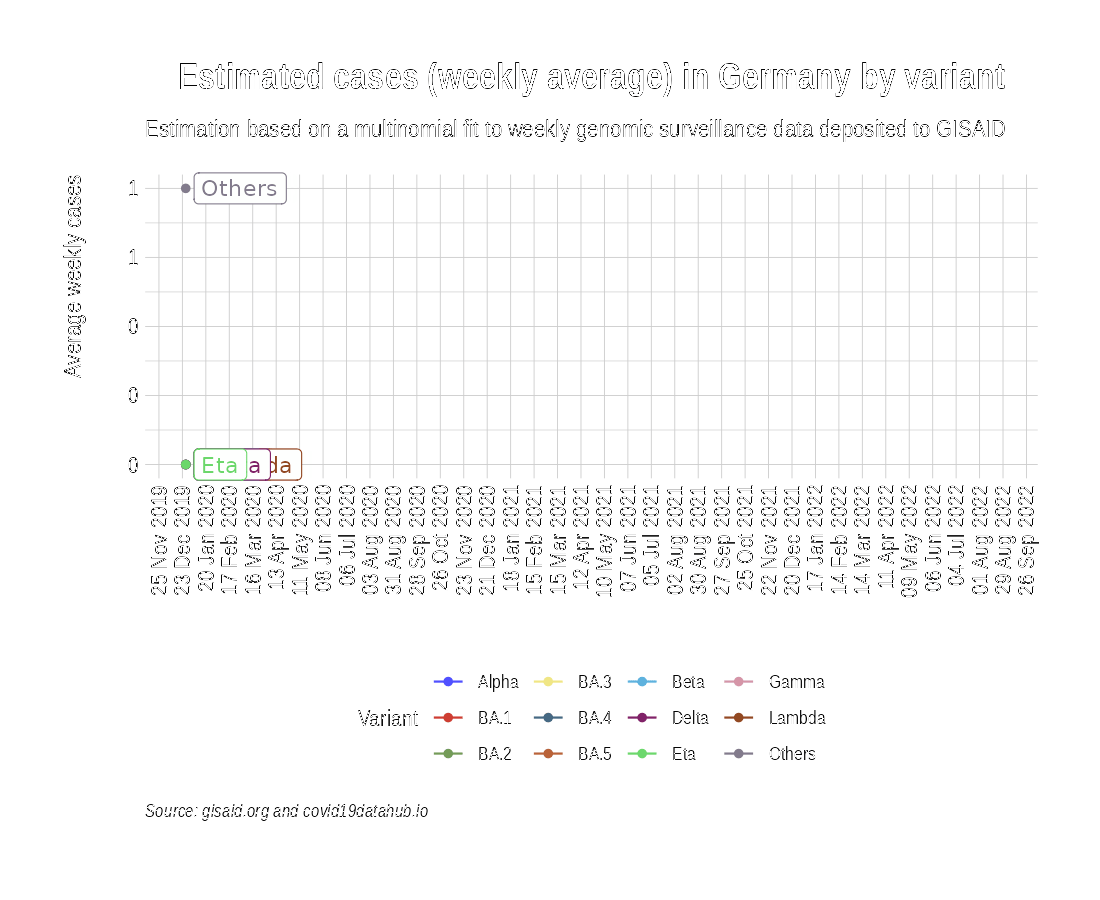 Estimated cases (weekly average) in Germany by variant
Estimation based on a multinomial fit to weekly genomic surveillance data deposited to GISAID
Average weekly cases
1
Others
1
0
0
0
Eta
a
da
25 Nov 2019
23 Dec 2019
20 Jan 2020
17 Feb 2020
16 Mar 2020
13 Apr 2020
11 May 2020
08 Jun 2020
06 Jul 2020
03 Aug 2020
31 Aug 2020
28 Sep 2020
26 Oct 2020
23 Nov 2020
21 Dec 2020
18 Jan 2021
15 Feb 2021
15 Mar 2021
12 Apr 2021
10 May 2021
07 Jun 2021
05 Jul 2021
02 Aug 2021
30 Aug 2021
27 Sep 2021
25 Oct 2021
22 Nov 2021
20 Dec 2021
17 Jan 2022
14 Feb 2022
14 Mar 2022
11 Apr 2022
09 May 2022
06 Jun 2022
04 Jul 2022
01 Aug 2022
29 Aug 2022
26 Sep 2022
Variant
Alpha
BA.1
BA.2
BA.3
BA.4
BA.5
Beta
Delta
Eta
Gamma
Lambda
Others
Source: gisaid.org and covid19datahub.io